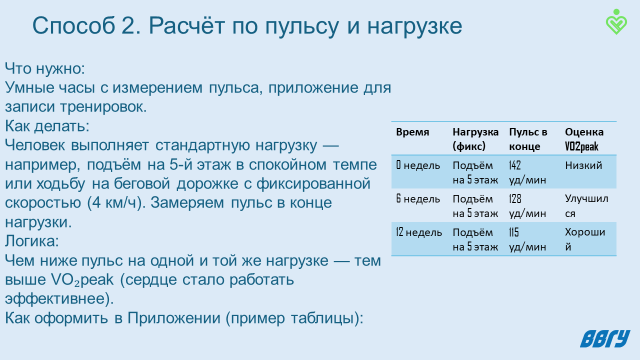 Способ 2. Расчёт по пульсу и нагрузке
Что нужно:
Умные часы с измерением пульса, приложение для
записи тренировок.
Как делать:
Человек выполняет стандартную нагрузку —
например, подъём на 5-й этаж в спокойном темпе
или ходьбу на беговой дорожке с фиксированной
скоростью (4 км/ч). Замеряем пульс в конце
нагрузки.
Логика:
Чем ниже пульс на одной и той же нагрузке — тем
выше VO₂peak (сердце стало работать
эффективнее).
Как оформить в Приложении (пример таблицы):
Время Нагрузка Пульс в Оценка
(фикс) конце VO2peak
0 недель Подъём 142 Низкий
на 5 этаж уд/мин
6 недель Подъём 128 Улучшил
на 5 этаж уд/мин ся
12 недель Подъём 115 Хороши
на 5 этаж уд/мин й
ВВГУ